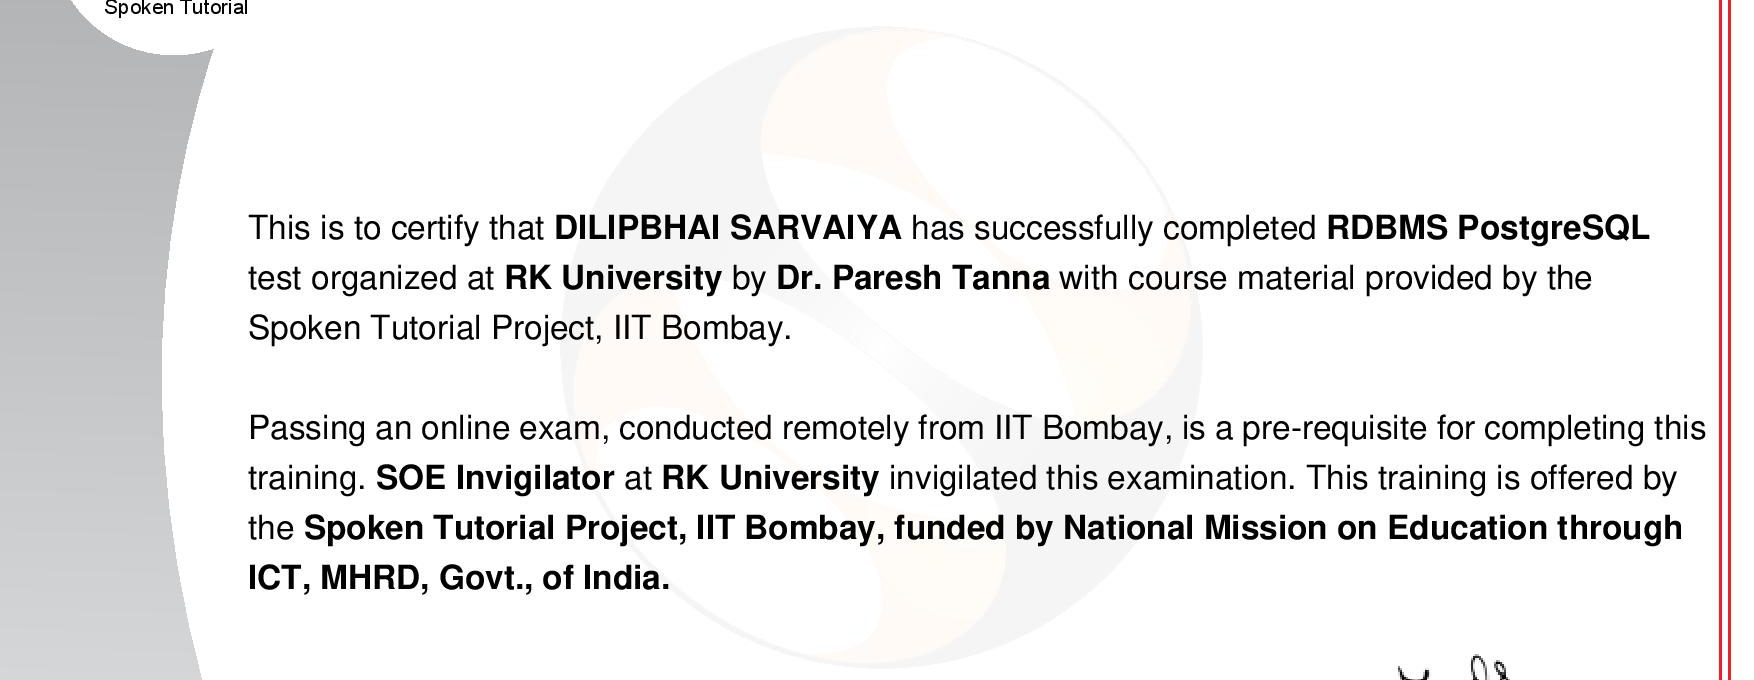 Spoken Tutorial
This is to certify that DILIPBHAI SARVAIYA has successfully completed RDBMS PostgreSQL
test organized at RK University by Dr. Paresh Tanna with course material provided by the
Spoken Tutorial Project, IIT Bombay.
Passing an online exam, conducted remotely from IIT Bombay, is a pre-requisite for completing this
training. SOE Invigilator at RK University invigilated this examination. This training is offered by
the Spoken Tutorial Project, IIT Bombay, funded by National Mission on Education through
ICT, MHRD, Govt., of India.